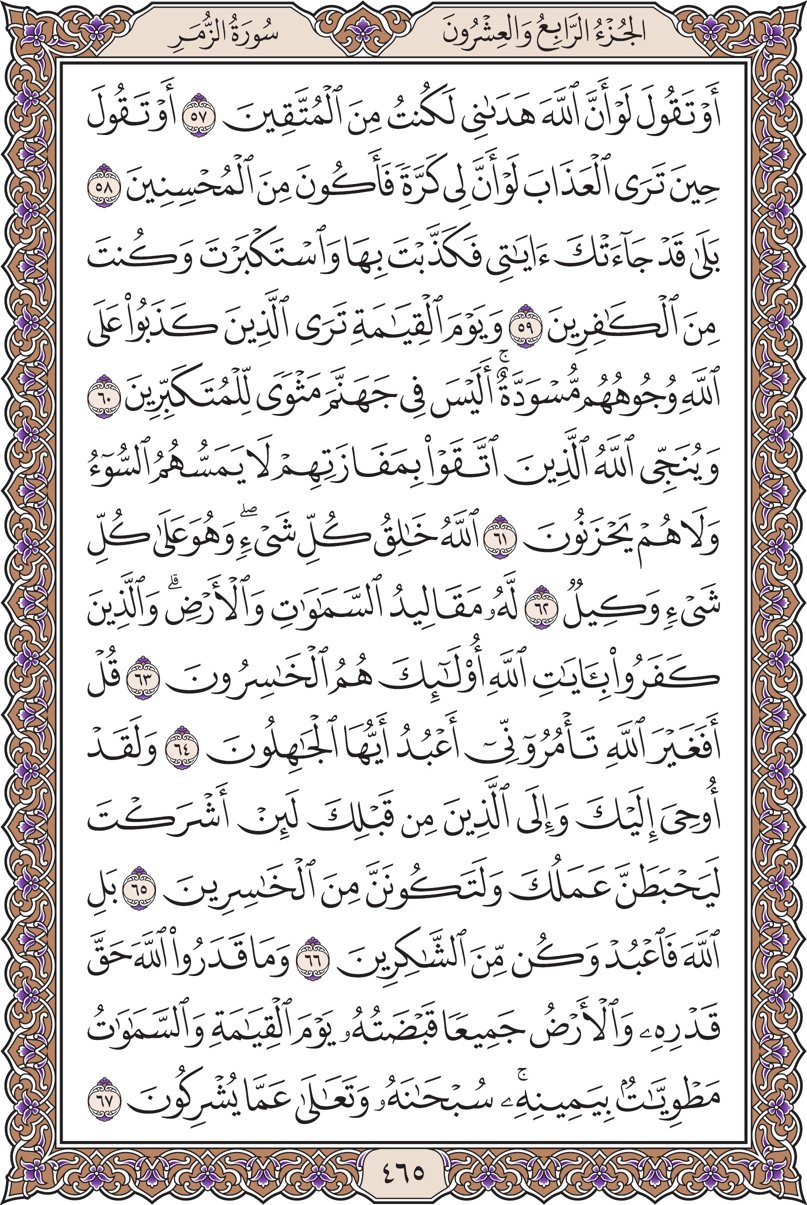 الجُزْءُ الرَّابِعُ وَالعِشْرُونَ
سُورَةُ الزُّمَرِ
أَوۡ تَقُولَ لَوۡ أَنَّ ٱللَّهَ هَدَىٰنِي لَكُنتُ مِنَ ٱلۡمُتَّقِينَ ٥٧ أَوۡ تَقُولَ
حِينَ تَرَى ٱلۡعَذَابَ لَوۡ أَنَّ لِي كَرَّةٗ فَأَكُونَ مِنَ ٱلۡمُحۡسِنِينَ ٥٨
بَلَىٰ قَدۡ جَآءَتۡكَ ءَايَٰتِي فَكَذَّبۡتَ بِهَا وَٱسۡتَكۡبَرۡتَ وَكُنتَ
مِنَ ٱلۡكَٰفِرِينَ ٥٩ وَيَوۡمَ ٱلۡقِيَٰمَةِ تَرَى ٱلَّذِينَ كَذَبُواْ عَلَى
ٱللَّهِ وُجُوهُهُم مُّسۡوَدَّةٌۚ أَلَيۡسَ فِي جَهَنَّمَ مَثۡوٗى لِّلۡمُتَكَبِّرِينَ ٦٠
وَيُنَجِّي ٱللَّهُ ٱلَّذِينَ ٱتَّقَوۡاْ بِمَفَازَتِهِمۡ لَا يَمَسُّهُمُ ٱلسُّوٓءُ
وَلَا هُمۡ يَحۡزَنُونَ ٦١ ٱللَّهُ خَٰلِقُ كُلِّ شَيۡءٖۖ وَهُوَ عَلَىٰ كُلِّ
شَيۡءٖ وَكِيلٞ ٦٢ لَّهُۥ مَقَالِيدُ ٱلسَّمَٰوَٰتِ وَٱلۡأَرۡضِۗ وَٱلَّذِينَ
كَفَرُواْ بِـَٔايَٰتِ ٱللَّهِ أُوْلَٰٓئِكَ هُمُ ٱلۡخَٰسِرُونَ ٦٣ قُلۡ
أَفَغَيۡرَ ٱللَّهِ تَأۡمُرُوٓنِّيٓ أَعۡبُدُ أَيُّهَا ٱلۡجَٰهِلُونَ ٦٤ وَلَقَدۡ
أُوحِيَ إِلَيۡكَ وَإِلَى ٱلَّذِينَ مِن قَبۡلِكَ لَئِنۡ أَشۡرَكۡتَ
لَيَحۡبَطَنَّ عَمَلُكَ وَلَتَكُونَنَّ مِنَ ٱلۡخَٰسِرِينَ ٦٥ بَلِ
ٱللَّهَ فَٱعۡبُدۡ وَكُن مِّنَ ٱلشَّٰكِرِينَ ٦٦ وَمَا قَدَرُواْ ٱللَّهَ حَقَّ
قَدۡرِهِۦ وَٱلۡأَرۡضُ جَمِيعٗا قَبۡضَتُهُۥ يَوۡمَ ٱلۡقِيَٰمَةِ وَٱلسَّمَٰوَٰتُ
مَطۡوِيَّٰتُۢ بِيَمِينِهِۦۚ سُبۡحَٰنَهُۥ وَتَعَٰلَىٰ عَمَّا يُشۡرِكُونَ ٦٧
٤٦٥